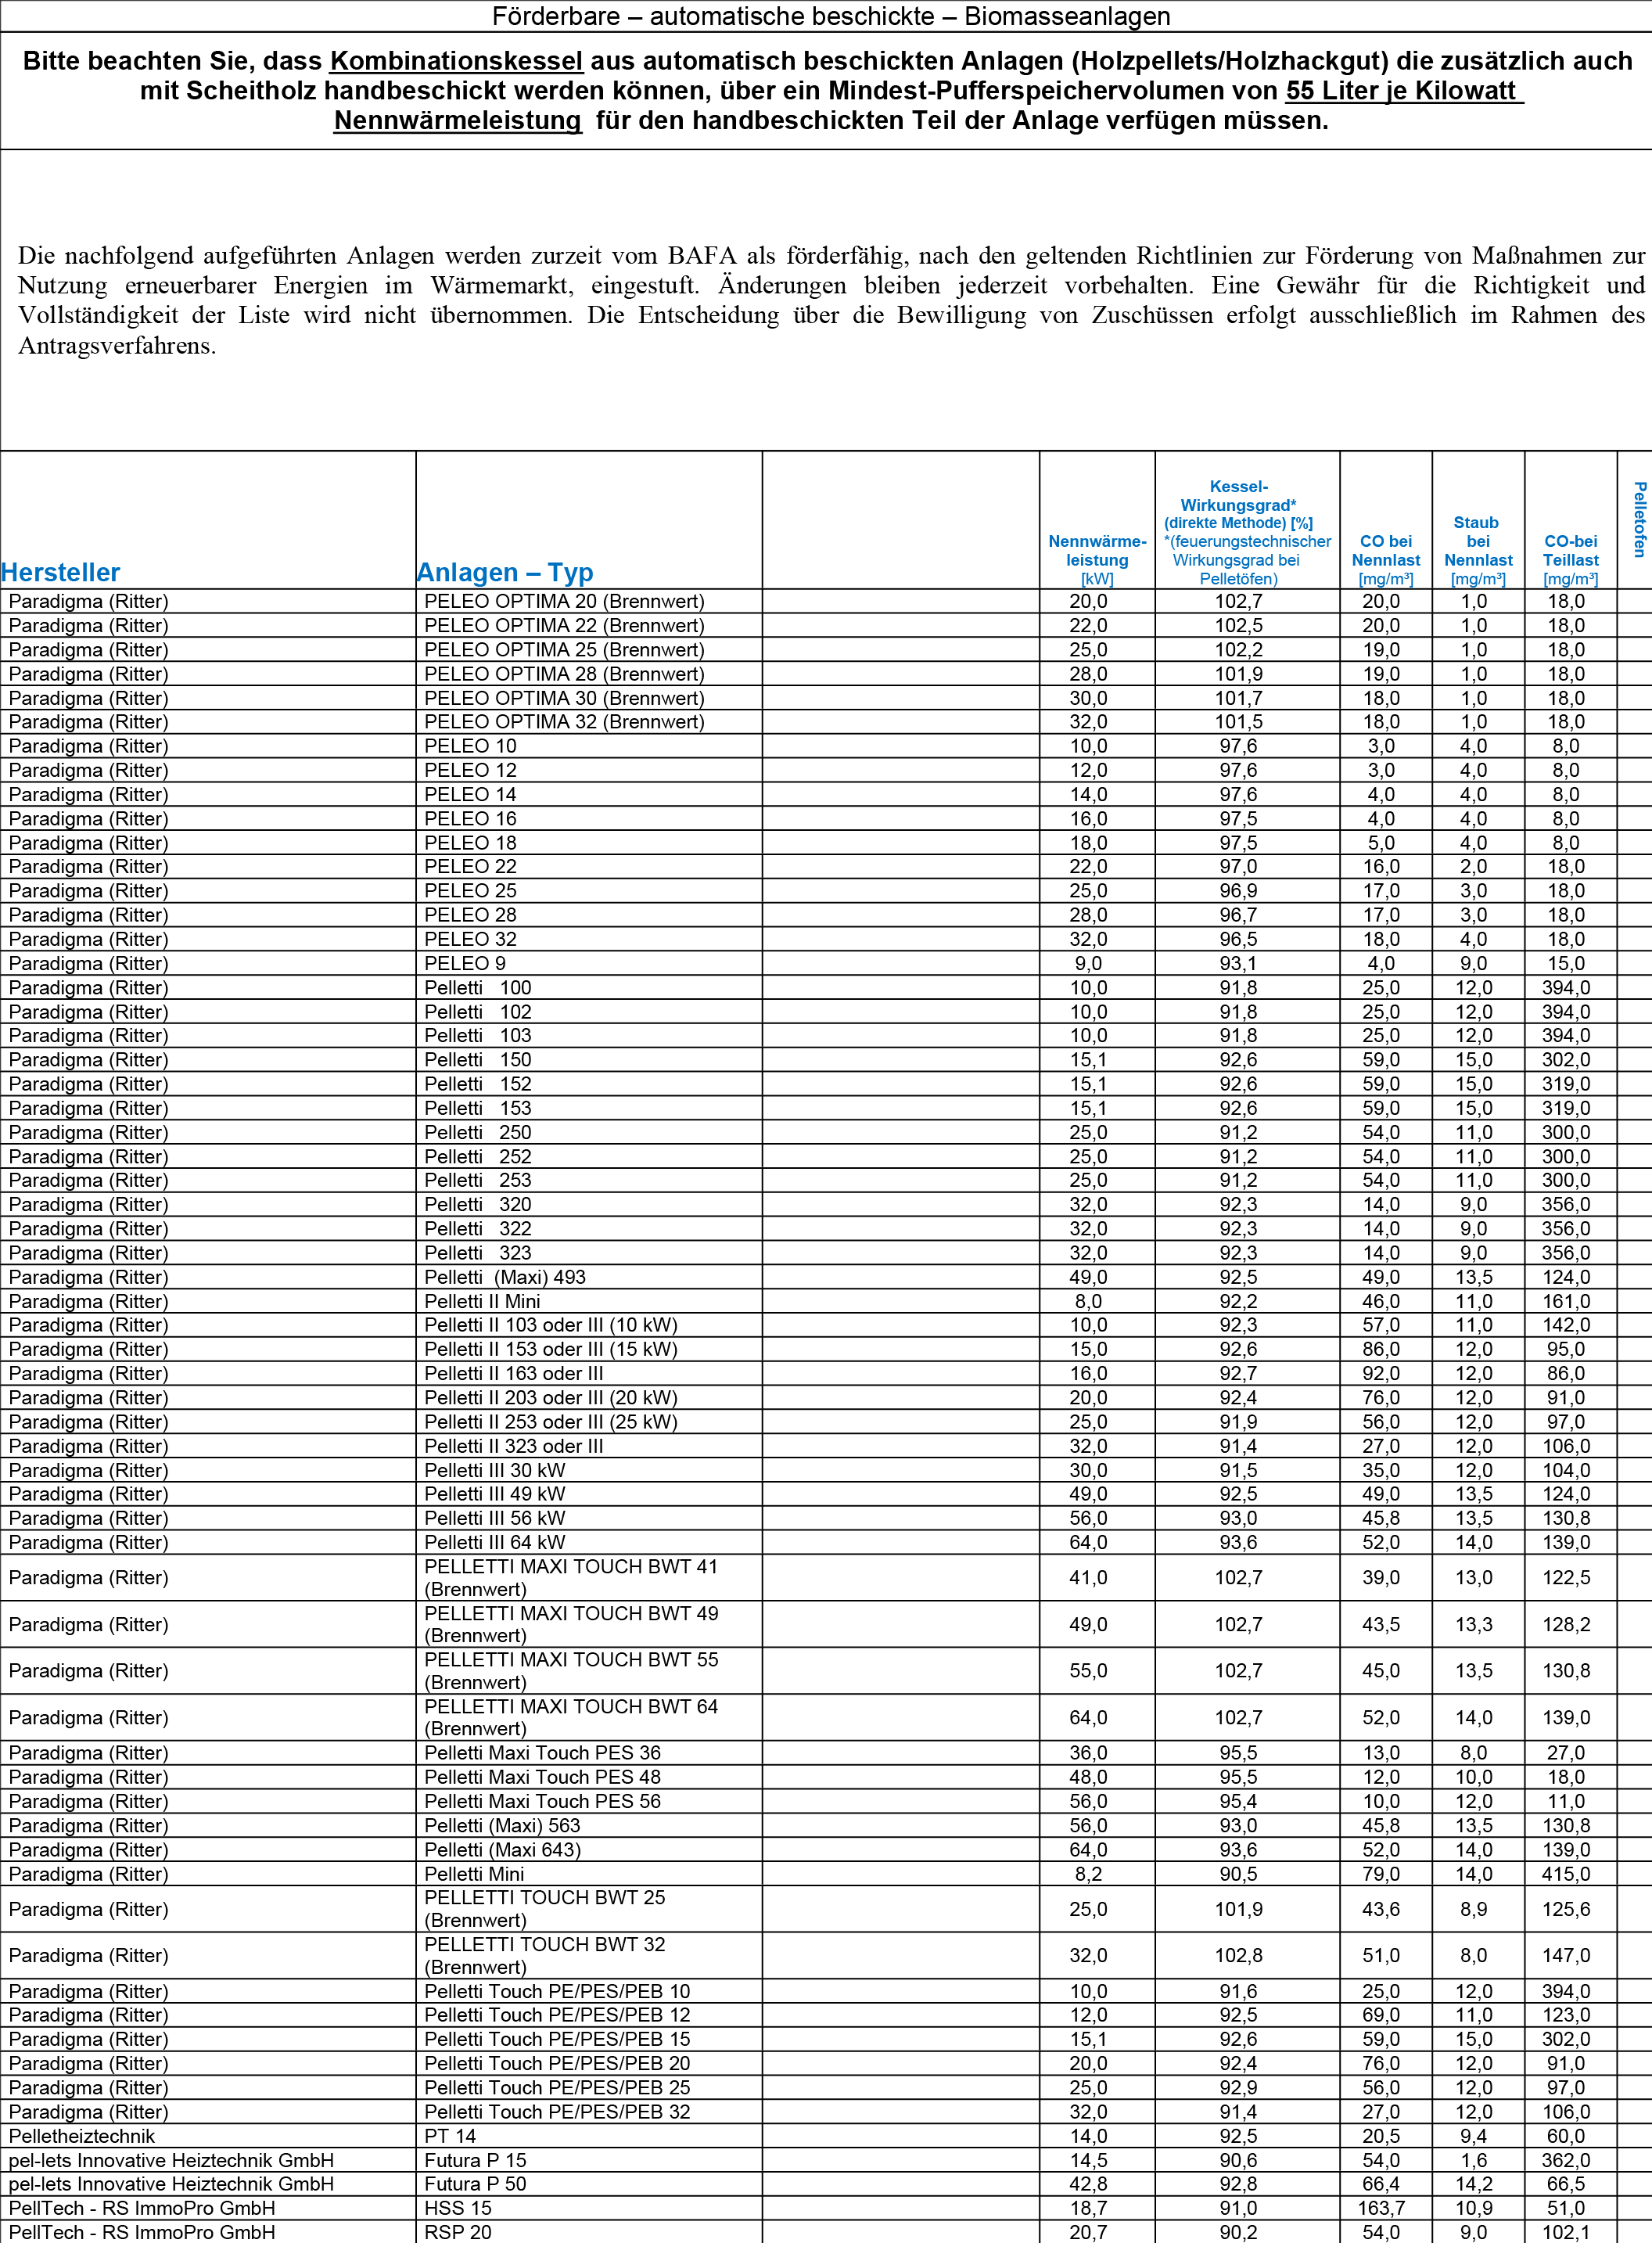 Förderbare – automatische beschickte – Biomasseanlagen
Bitte beachten Sie, dass Kombinationskessel aus automatisch beschickten Anlagen (Holzpellets/Holzhackgut) die zusätzlich auch
mit Scheitholz handbeschickt werden können, über ein Mindest-Pufferspeichervolumen von 55 Liter je Kilowatt
Nennwärmeleistung für den handbeschickten Teil der Anlage verfügen müssen.
Die nachfolgend aufgeführten Anlagen werden zurzeit vom BAFA als förderfähig, nach den geltenden Richtlinien zur Förderung von Maßnahmen zur
Nutzung erneuerbarer Energien im Wärmemarkt, eingestuft. Änderungen bleiben jederzeit vorbehalten. Eine Gewähr für die Richtigkeit und
Vollständigkeit der Liste wird nicht übernommen. Die Entscheidung über die Bewilligung von Zuschüssen erfolgt ausschließlich im Rahmen des
Antragsverfahrens.
Hersteller
Anlagen – Typ
Nennwärme-
leistung
[kW]
Kessel-
Wirkungsgrad*
(direkte Methode) [%]
*(feuerungstechnischer
Wirkungsgrad bei
Pelletöfen)
CO bei
Nennlast
[mg/m³]
Staub
bei
Nennlast
[mg/m³]
CO-bei
Teillast
[mg/m³]
Pelletofen
Paradigma (Ritter) PELEO OPTIMA 20 (Brennwert) 20,0 102,7 20,0 1,0 18,0
Paradigma (Ritter) PELEO OPTIMA 22 (Brennwert) 22,0 102,5 20,0 1,0 18,0
Paradigma (Ritter) PELEO OPTIMA 25 (Brennwert) 25,0 102,2 19,0 1,0 18,0
Paradigma (Ritter) PELEO OPTIMA 28 (Brennwert) 28,0 101,9 19,0 1,0 18,0
Paradigma (Ritter) PELEO OPTIMA 30 (Brennwert) 30,0 101,7 18,0 1,0 18,0
Paradigma (Ritter) PELEO OPTIMA 32 (Brennwert) 32,0 101,5 18,0 1,0 18,0
Paradigma (Ritter) PELEO 10 10,0 97,6 3,0 4,0 8,0
Paradigma (Ritter) PELEO 12 12,0 97,6 3,0 4,0 8,0
Paradigma (Ritter) PELEO 14 14,0 97,6 4,0 4,0 8,0
Paradigma (Ritter) PELEO 16 16,0 97,5 4,0 4,0 8,0
Paradigma (Ritter) PELEO 18 18,0 97,5 5,0 4,0 8,0
Paradigma (Ritter) PELEO 22 22,0 97,0 16,0 2,0 18,0
Paradigma (Ritter) PELEO 25 25,0 96,9 17,0 3,0 18,0
Paradigma (Ritter) PELEO 28 28,0 96,7 17,0 3,0 18,0
Paradigma (Ritter) PELEO 32 32,0 96,5 18,0 4,0 18,0
Paradigma (Ritter) PELEO 9 9,0 93,1 4,0 9,0 15,0
Paradigma (Ritter) Pelletti 100 10,0 91,8 25,0 12,0 394,0
Paradigma (Ritter) Pelletti 102 10,0 91,8 25,0 12,0 394,0
Paradigma (Ritter) Pelletti 103 10,0 91,8 25,0 12,0 394,0
Paradigma (Ritter) Pelletti 150 15,1 92,6 59,0 15,0 302,0
Paradigma (Ritter) Pelletti 152 15,1 92,6 59,0 15,0 319,0
Paradigma (Ritter) Pelletti 153 15,1 92,6 59,0 15,0 319,0
Paradigma (Ritter) Pelletti 250 25,0 91,2 54,0 11,0 300,0
Paradigma (Ritter) Pelletti 252 25,0 91,2 54,0 11,0 300,0
Paradigma (Ritter) Pelletti 253 25,0 91,2 54,0 11,0 300,0
Paradigma (Ritter) Pelletti 320 32,0 92,3 14,0 9,0 356,0
Paradigma (Ritter) Pelletti 322 32,0 92,3 14,0 9,0 356,0
Paradigma (Ritter) Pelletti 323 32,0 92,3 14,0 9,0 356,0
Paradigma (Ritter) Pelletti (Maxi) 493 49,0 92,5 49,0 13,5 124,0
Paradigma (Ritter) Pelletti II Mini 8,0 92,2 46,0 11,0 161,0
Paradigma (Ritter) Pelletti II 103 oder III (10 kW) 10,0 92,3 57,0 11,0 142,0
Paradigma (Ritter) Pelletti II 153 oder III (15 kW) 15,0 92,6 86,0 12,0 95,0
Paradigma (Ritter) Pelletti II 163 oder III 16,0 92,7 92,0 12,0 86,0
Paradigma (Ritter) Pelletti II 203 oder III (20 kW) 20,0 92,4 76,0 12,0 91,0
Paradigma (Ritter) Pelletti II 253 oder III (25 kW) 25,0 91,9 56,0 12,0 97,0
Paradigma (Ritter) Pelletti II 323 oder III 32,0 91,4 27,0 12,0 106,0
Paradigma (Ritter) Pelletti III 30 kW 30,0 91,5 35,0 12,0 104,0
Paradigma (Ritter) Pelletti III 49 kW 49,0 92,5 49,0 13,5 124,0
Paradigma (Ritter) Pelletti III 56 kW 56,0 93,0 45,8 13,5 130,8
Paradigma (Ritter) Pelletti III 64 kW 64,0 93,6 52,0 14,0 139,0
Paradigma (Ritter) PELLETTI MAXI TOUCH BWT 41
(Brennwert) 41,0 102,7 39,0 13,0 122,5
Paradigma (Ritter) PELLETTI MAXI TOUCH BWT 49
(Brennwert) 49,0 102,7 43,5 13,3 128,2
Paradigma (Ritter) PELLETTI MAXI TOUCH BWT 55
(Brennwert) 55,0 102,7 45,0 13,5 130,8
Paradigma (Ritter) PELLETTI MAXI TOUCH BWT 64
(Brennwert) 64,0 102,7 52,0 14,0 139,0
Paradigma (Ritter) Pelletti Maxi Touch PES 36 36,0 95,5 13,0 8,0 27,0
Paradigma (Ritter) Pelletti Maxi Touch PES 48 48,0 95,5 12,0 10,0 18,0
Paradigma (Ritter) Pelletti Maxi Touch PES 56 56,0 95,4 10,0 12,0 11,0
Paradigma (Ritter) Pelletti (Maxi) 563 56,0 93,0 45,8 13,5 130,8
Paradigma (Ritter) Pelletti (Maxi 643) 64,0 93,6 52,0 14,0 139,0
Paradigma (Ritter) Pelletti Mini 8,2 90,5 79,0 14,0 415,0
Paradigma (Ritter) PELLETTI TOUCH BWT 25
(Brennwert) 25,0 101,9 43,6 8,9 125,6
Paradigma (Ritter) PELLETTI TOUCH BWT 32
(Brennwert) 32,0 102,8 51,0 8,0 147,0
Paradigma (Ritter) Pelletti Touch PE/PES/PEB 10 10,0 91,6 25,0 12,0 394,0
Paradigma (Ritter) Pelletti Touch PE/PES/PEB 12 12,0 92,5 69,0 11,0 123,0
Paradigma (Ritter) Pelletti Touch PE/PES/PEB 15 15,1 92,6 59,0 15,0 302,0
Paradigma (Ritter) Pelletti Touch PE/PES/PEB 20 20,0 92,4 76,0 12,0 91,0
Paradigma (Ritter) Pelletti Touch PE/PES/PEB 25 25,0 92,9 56,0 12,0 97,0
Paradigma (Ritter) Pelletti Touch PE/PES/PEB 32 32,0 91,4 27,0 12,0 106,0
Pelletheiztechnik PT 14 14,0 92,5 20,5 9,4 60,0
pel-lets Innovative Heiztechnik GmbH Futura P 15 14,5 90,6 54,0 1,6 362,0
pel-lets Innovative Heiztechnik GmbH Futura P 50 42,8 92,8 66,4 14,2 66,5
PellTech - RS ImmoPro GmbH HSS 15 18,7 91,0 163,7 10,9 51,0
PellTech - RS ImmoPro GmbH RSP 20 20,7 90,2 54,0 9,0 102,1